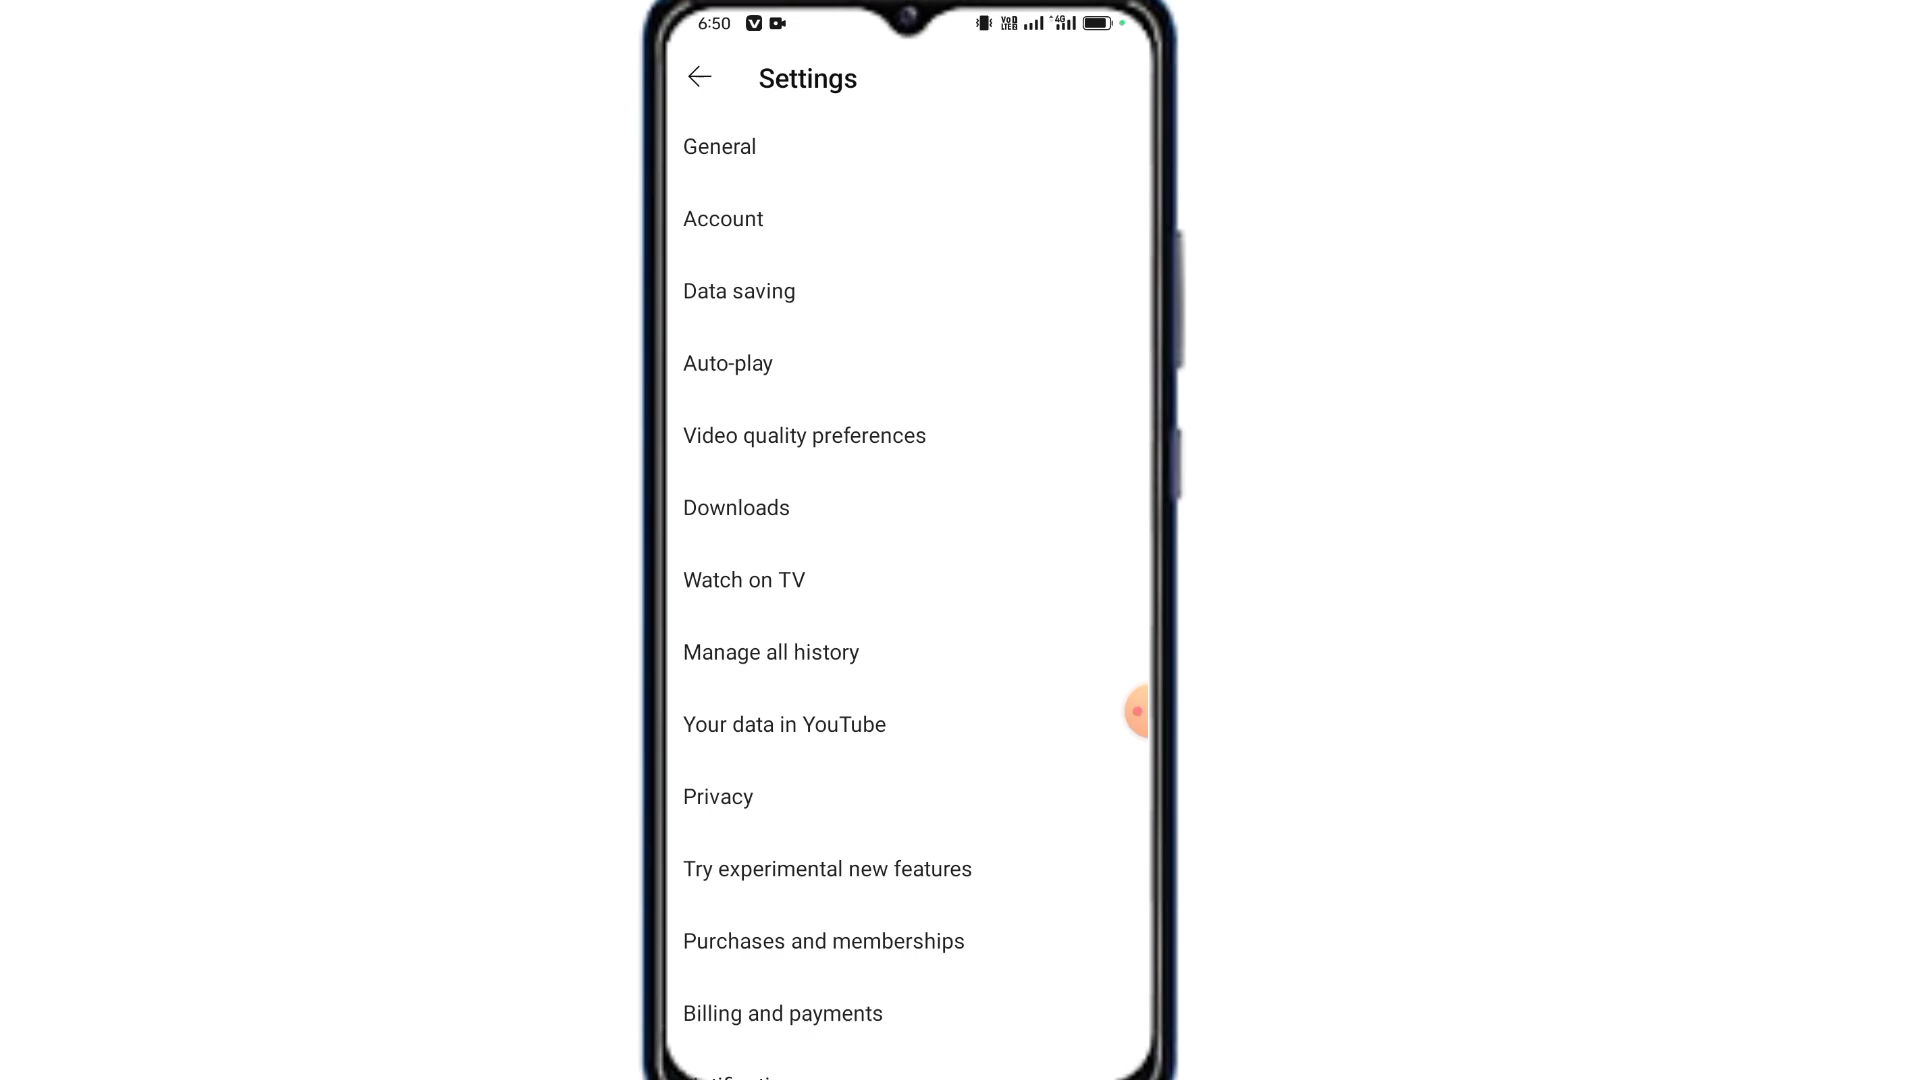 6:50
Settings
General
Account
Data saving
Auto-play
Video quality preferences
Downloads
Watch on TV
Manage all history
Your data in YouTube
Privacy
Try experimental new features
Purchases and memberships
Billing and payments